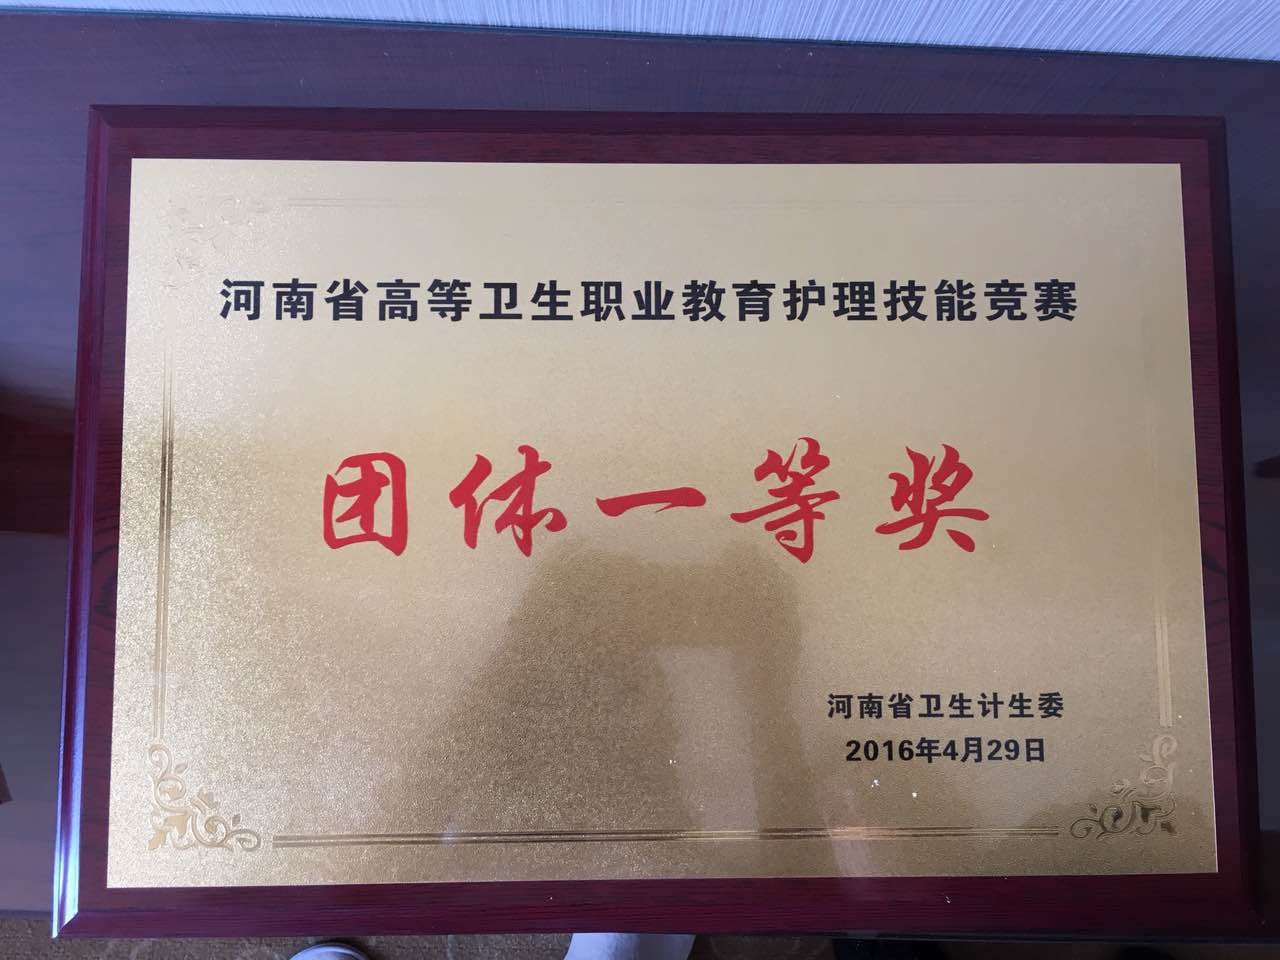 河南省高等卫生职业教育护理技能竞赛
团体一等奖
河南省卫生计生委
2016年4月29日